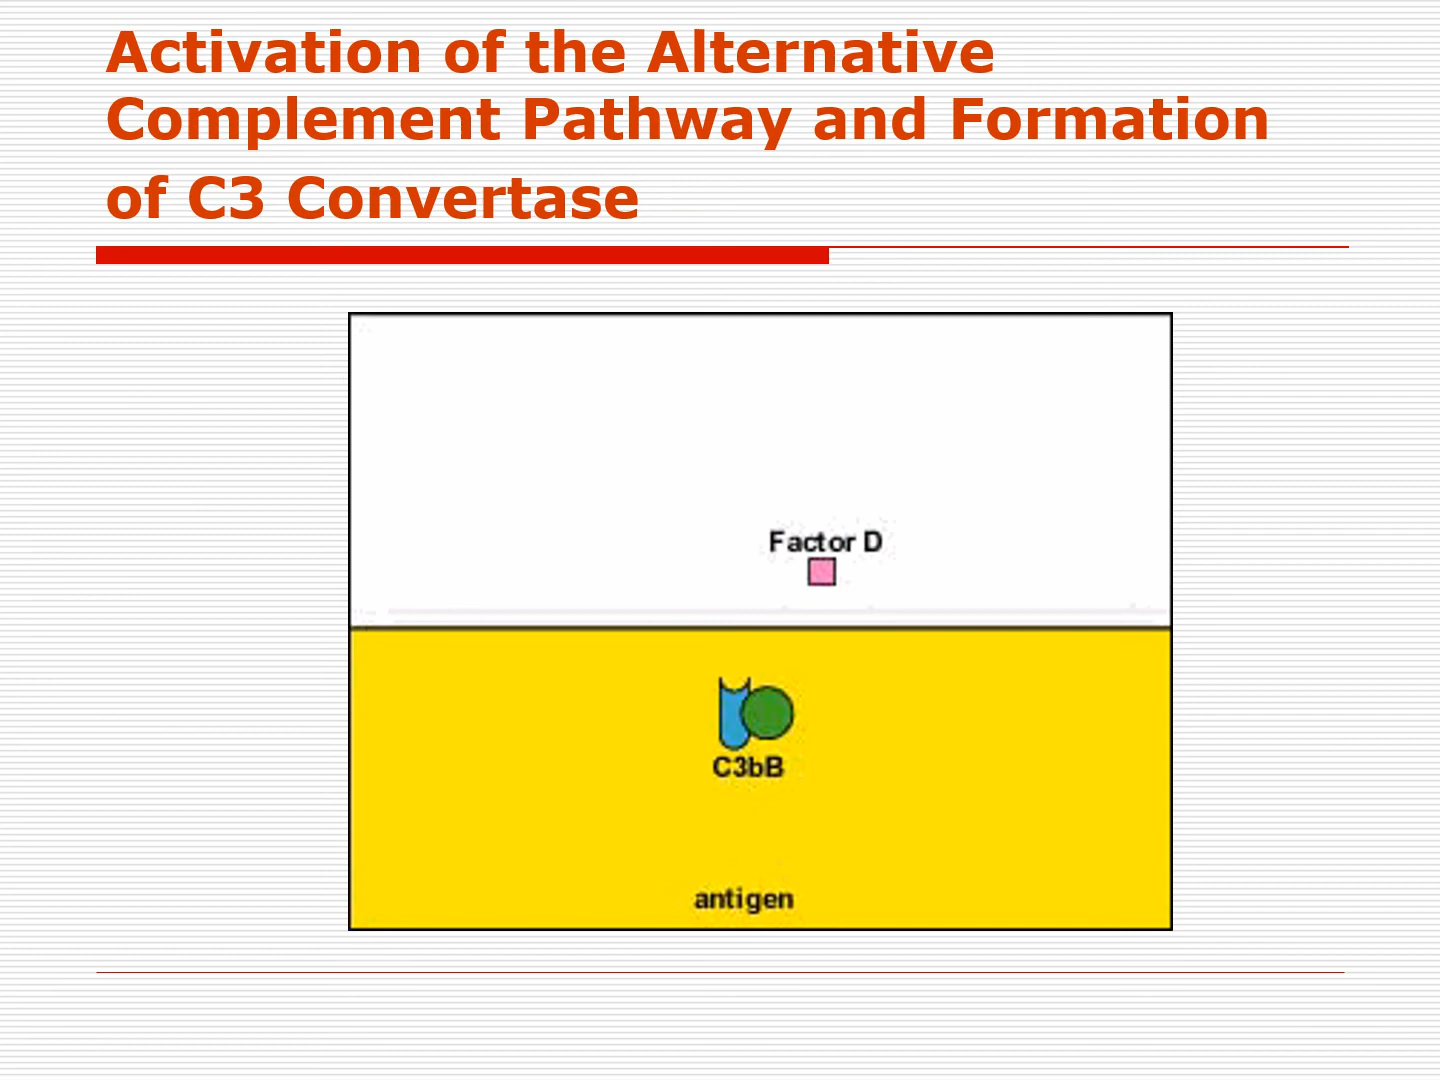 Activation of the Alternative
Complement Pathway and Formation
of C3 Convertase
Factor D
C3bB
antigen